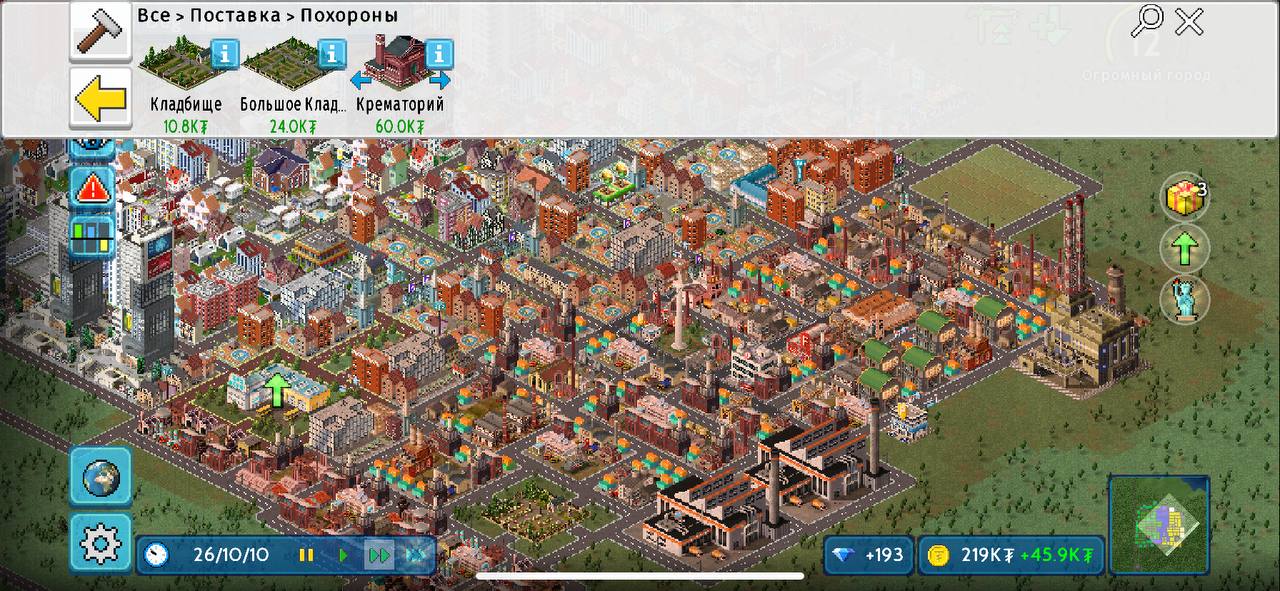 Все > Поставка > Похороны
Кладбище
Большое Клад...
Крематорий
10.8K₮
24.0K₮
60.0K₮
12
Огромный город
3
26/10/10
+193
219K₮ +45.9K₮